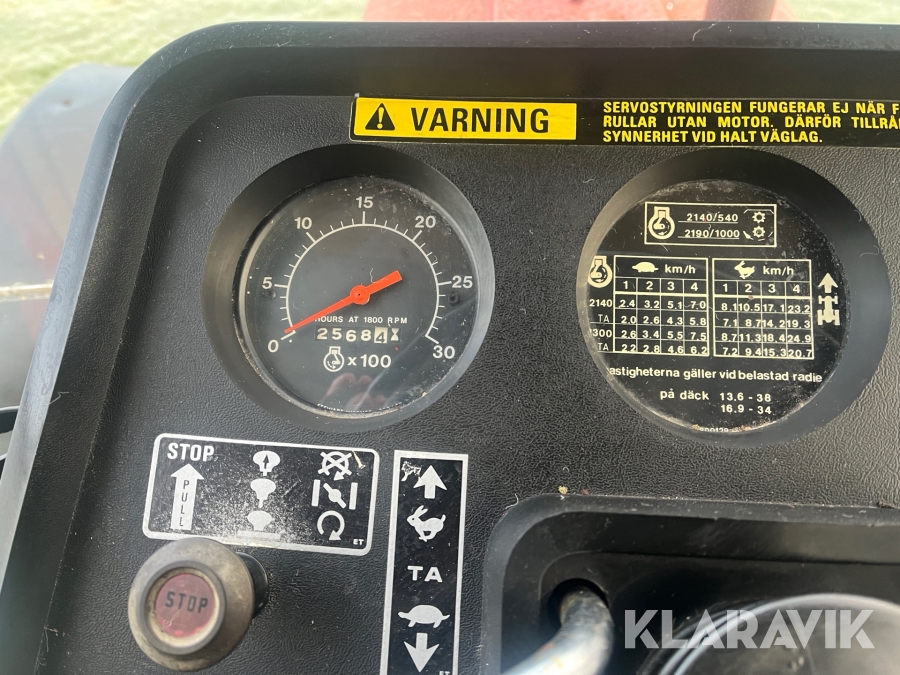 VARNING
SERVOSTYRNINGEN FUNGERAR EJ NÄR F
RULLAR UTAN MOTOR. DÄRFÖR TILLRÅ
SYNNERHET VID HALT VÄGLAG.
0 5 10 15 20 25 30
HOURS AT 1800 RPM
25684
x100
2140/540
2190/1000
km/h km/h
1 2 3 4 1 2 3 4
2140 2.4 3.2 5.1 7.0 8.1 10.5 17.1 23.2
TA 2.0 2.6 4.3 5.8 7.1 8.7 14.2 19.3
2300 2.6 3.4 5.5 7.5 8.7 11.3 18.4 24.9
TA 2.2 2.8 4.6 6.2 7.2 9.4 15.3 20.7
astigheterna gäller vid belastad radie
på däck 13.6 - 38
16.9 - 34
STOP
PULL
ET
TA
ET
STOP
KLARAVIK